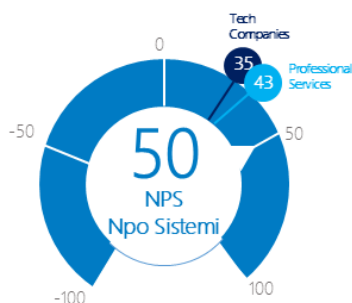 Tech
Companies
0
35
43
Professional
Services
-50
50
50
NPS
Npo Sistemi
-100
100